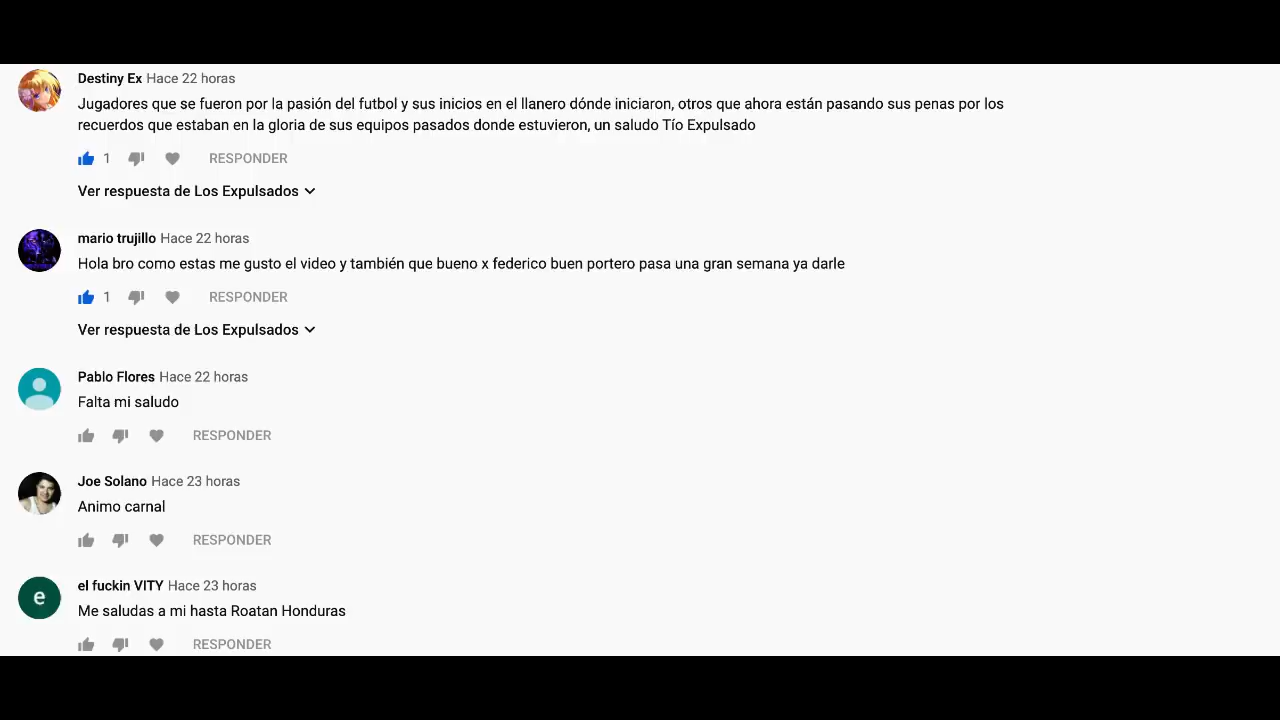 Destiny Ex Hace 22 horas
Jugadores que se fueron por la pasión del futbol y sus inicios en el llanero dónde iniciaron, otros que ahora están pasando sus penas por los
recuerdos que estaban en la gloria de sus equipos pasados donde estuvieron, un saludo Tío Expulsado
1 RESPONDER
Ver respuesta de Los Expulsados
mario trujillo Hace 22 horas
Hola bro como estas me gusto el video y también que bueno x federico buen portero pasa una gran semana ya darle
1 RESPONDER
Ver respuesta de Los Expulsados
Pablo Flores Hace 22 horas
Falta mi saludo
RESPONDER
Joe Solano Hace 23 horas
Animo carnal
RESPONDER
e
el fuckin VITY Hace 23 horas
Me saludas a mi hasta Roatan Honduras
RESPONDER